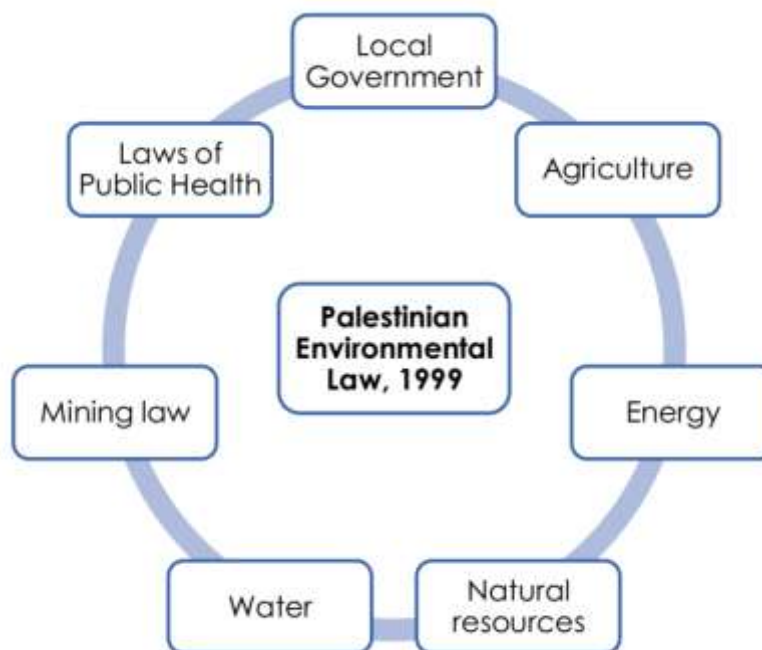 Local
Government
Agriculture
Energy
Natural
resources
Water
Mining law
Laws of
Public Health
Palestinian
Environmental
Law, 1999